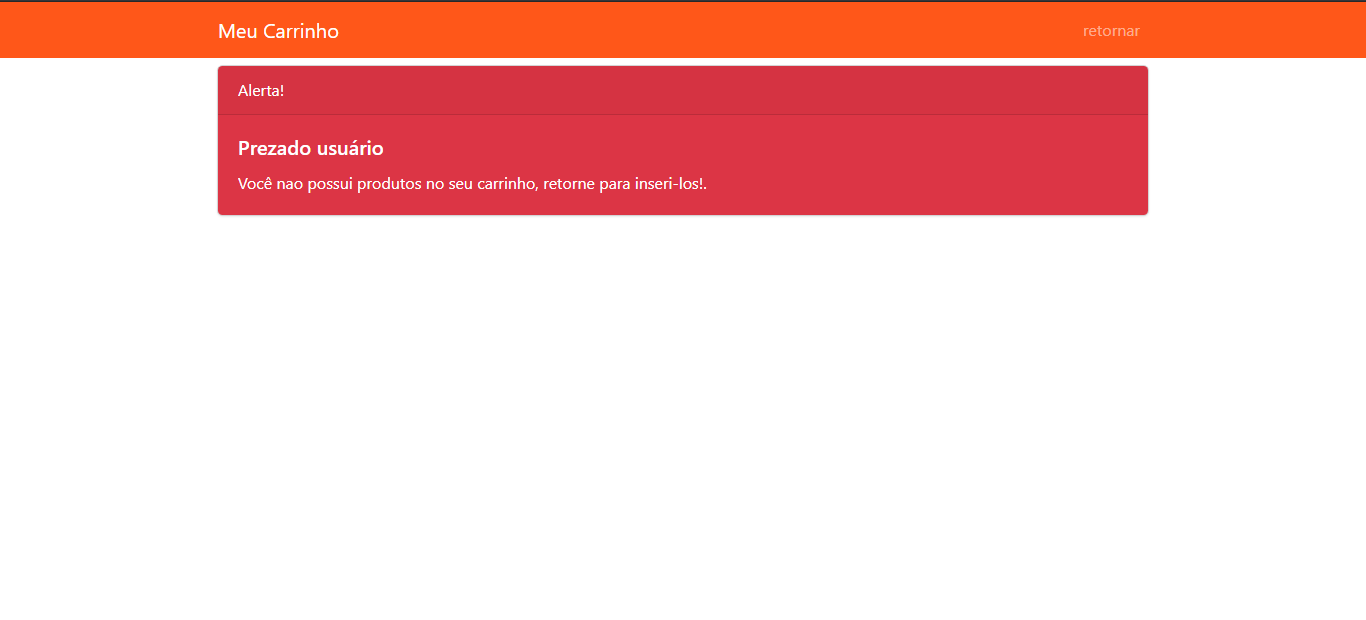 Meu Carrinho
retornar
Alerta!
Prezado usuário
Você nao possui produtos no seu carrinho, retorne para inseri-los!.